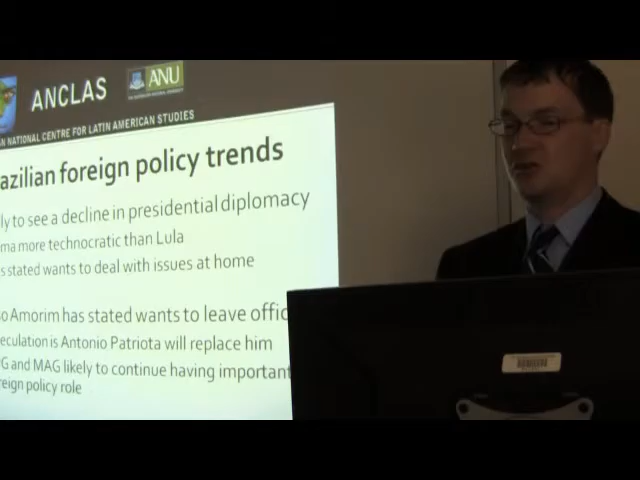 ANCLAS
ANU
N NATIONAL CENTRE FOR LATIN AMERICAN STUDIES
azilian foreign policy trends
ly to see a decline in presidential diplomacy
ma more technocratic than Lula
s stated wants to deal with issues at home
o Amorim has stated wants to leave offic
eculation is Antonio Patriota will replace him
G and MAG likely to continue having important
eign policy role